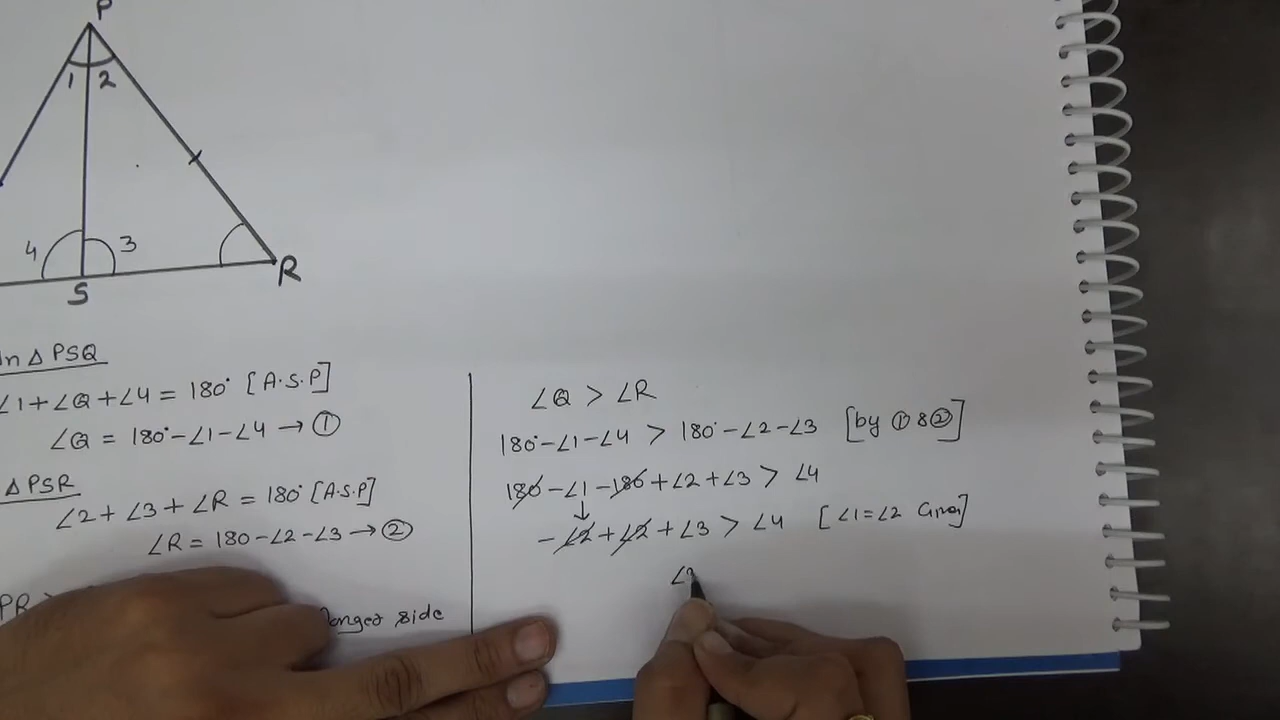 P
1 2
4 3
S R
In △ PSQ
∠1+∠Q+∠4 = 180° [A.S.P]
∠Q = 180°-∠1-∠4 → ①
△ PSR
∠2+∠3+∠R = 180° [A.S.P]
∠R = 180-∠2-∠3 → ②
PR >
longer side
∠Q > ∠R
180°-∠1-∠4 > 180°-∠2-∠3 [by ① & ②]
180-∠1-180+∠2+∠3 > ∠4
↓
-∠2+∠2+∠3 > ∠4 [∠1=∠2 Given]
∠